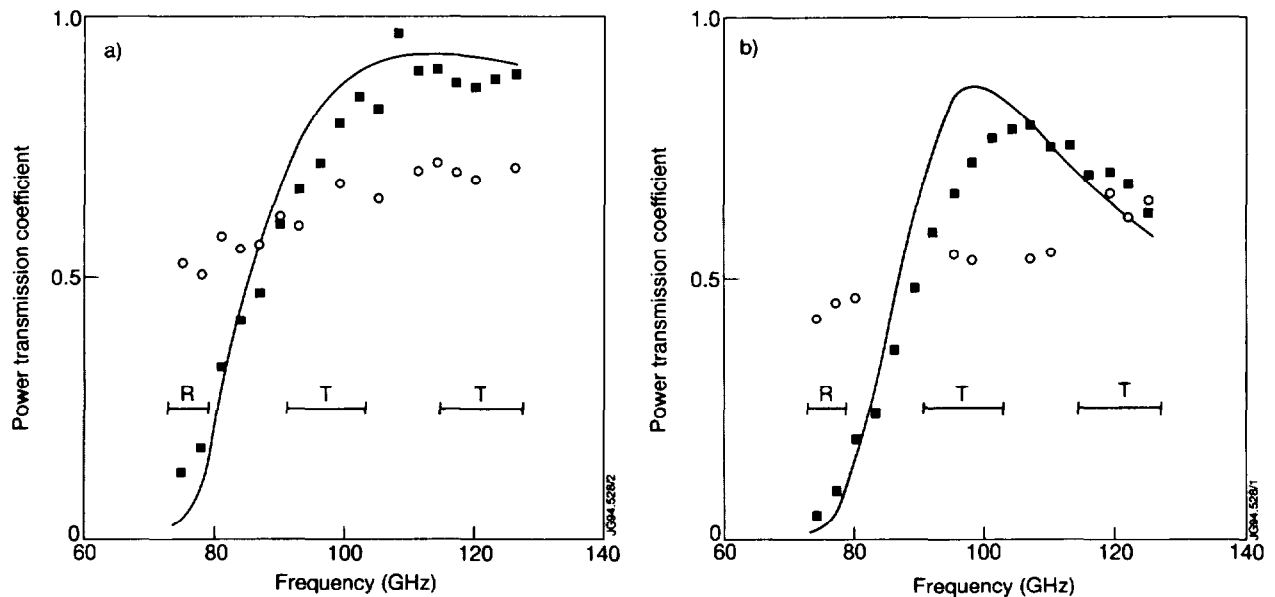 a)
1.0
0.5
0
Power transmission coefficient
R
T
T
60
80
100
120
140
Frequency (GHz)
JG94.528/2
b)
1.0
0.5
0
Power transmission coefficient
R
T
T
60
80
100
120
140
Frequency (GHz)
JG94.528/1